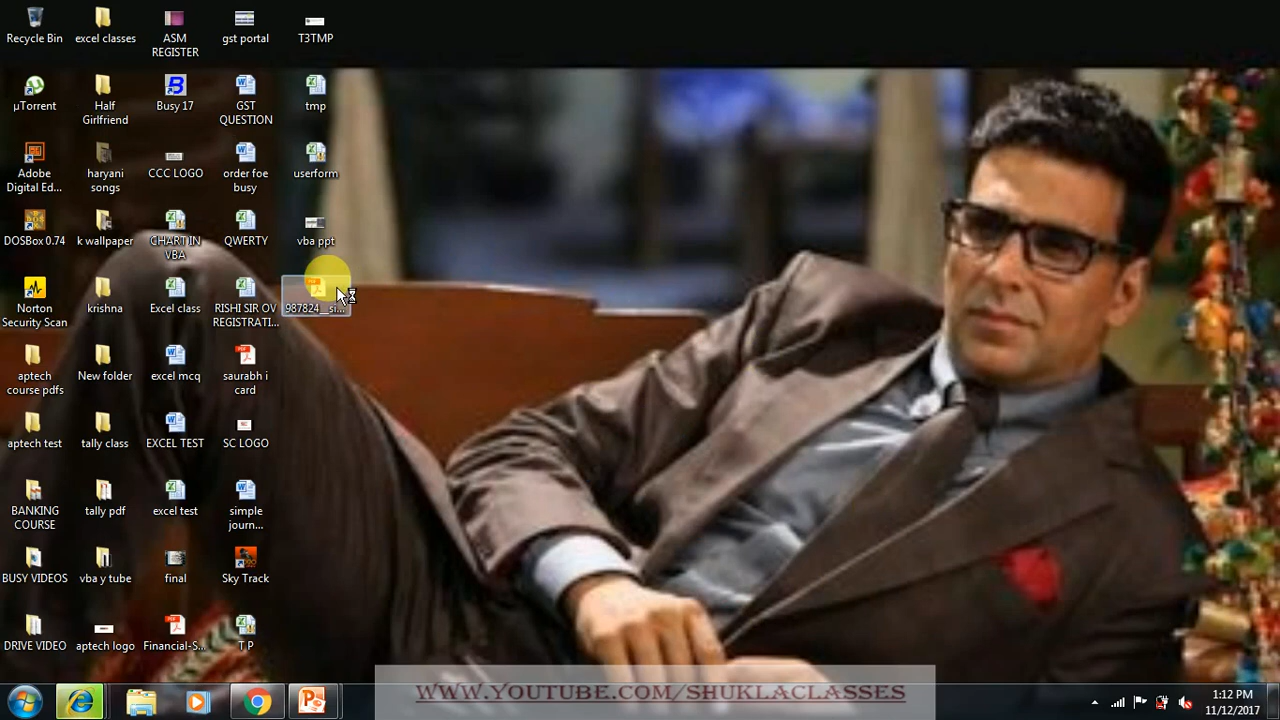 Recycle Bin
excel classes
ASM
REGISTER
gst portal
T3TMP
µTorrent
Half
Girlfriend
Busy 17
GST
QUESTION
tmp
Adobe
Digital Ed...
haryani
songs
CCC LOGO
order foe
busy
userform
DOSBox 0.74
k wallpaper
CHART IN
VBA
QWERTY
vba ppt
Norton
Security Scan
krishna
Excel class
RISHI SIR OV
REGISTRATI...
987824__si...
aptech
course pdfs
New folder
excel mcq
saurabh i
card
aptech test
tally class
EXCEL TEST
SC LOGO
BANKING
COURSE
tally pdf
excel test
simple
journ...
BUSY VIDEOS
vba y tube
final
Sky Track
DRIVE VIDEO
aptech logo
Financial-S...
T P
WWW.YOUTUBE.COM/SHUKLACLASSES
1:12 PM
11/12/2017